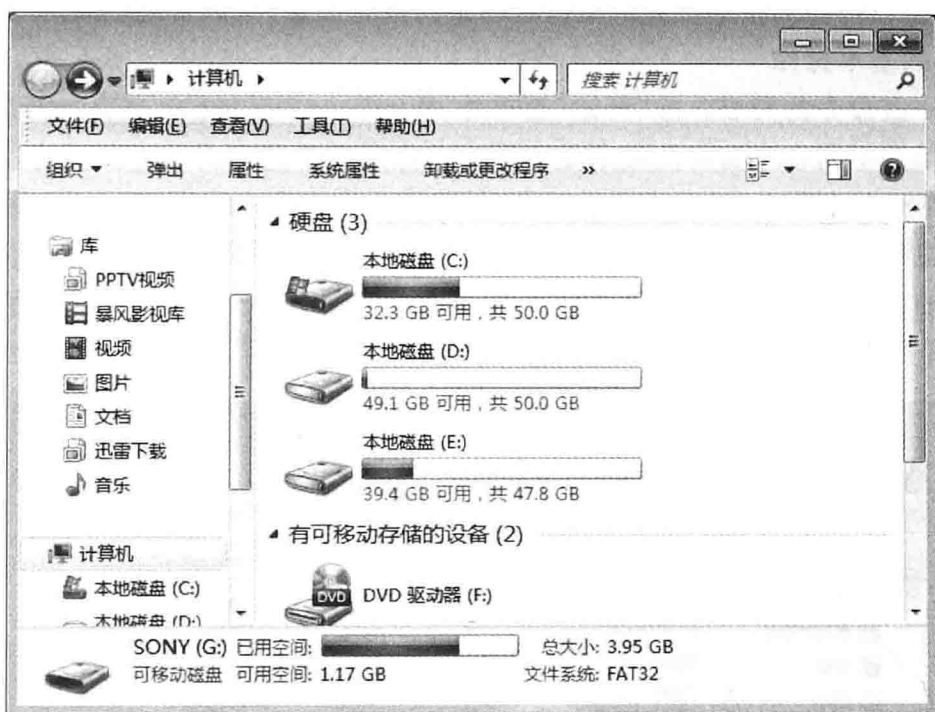 计算机
搜索 计算机
文件(F) 编辑(E) 查看(V) 工具(T) 帮助(H)
组织 弹出 属性 系统属性 卸载或更改程序 »
库
PPTV视频
暴风影视库
视频
图片
文档
迅雷下载
音乐
计算机
本地磁盘 (C:)
本地磁盘 (D:)
硬盘 (3)
本地磁盘 (C:)
32.3 GB 可用，共 50.0 GB
本地磁盘 (D:)
49.1 GB 可用，共 50.0 GB
本地磁盘 (E:)
39.4 GB 可用，共 47.8 GB
有可移动存储的设备 (2)
DVD
DVD 驱动器 (F:)
SONY (G:) 已用空间: 总大小: 3.95 GB
可移动磁盘 可用空间: 1.17 GB 文件系统: FAT32